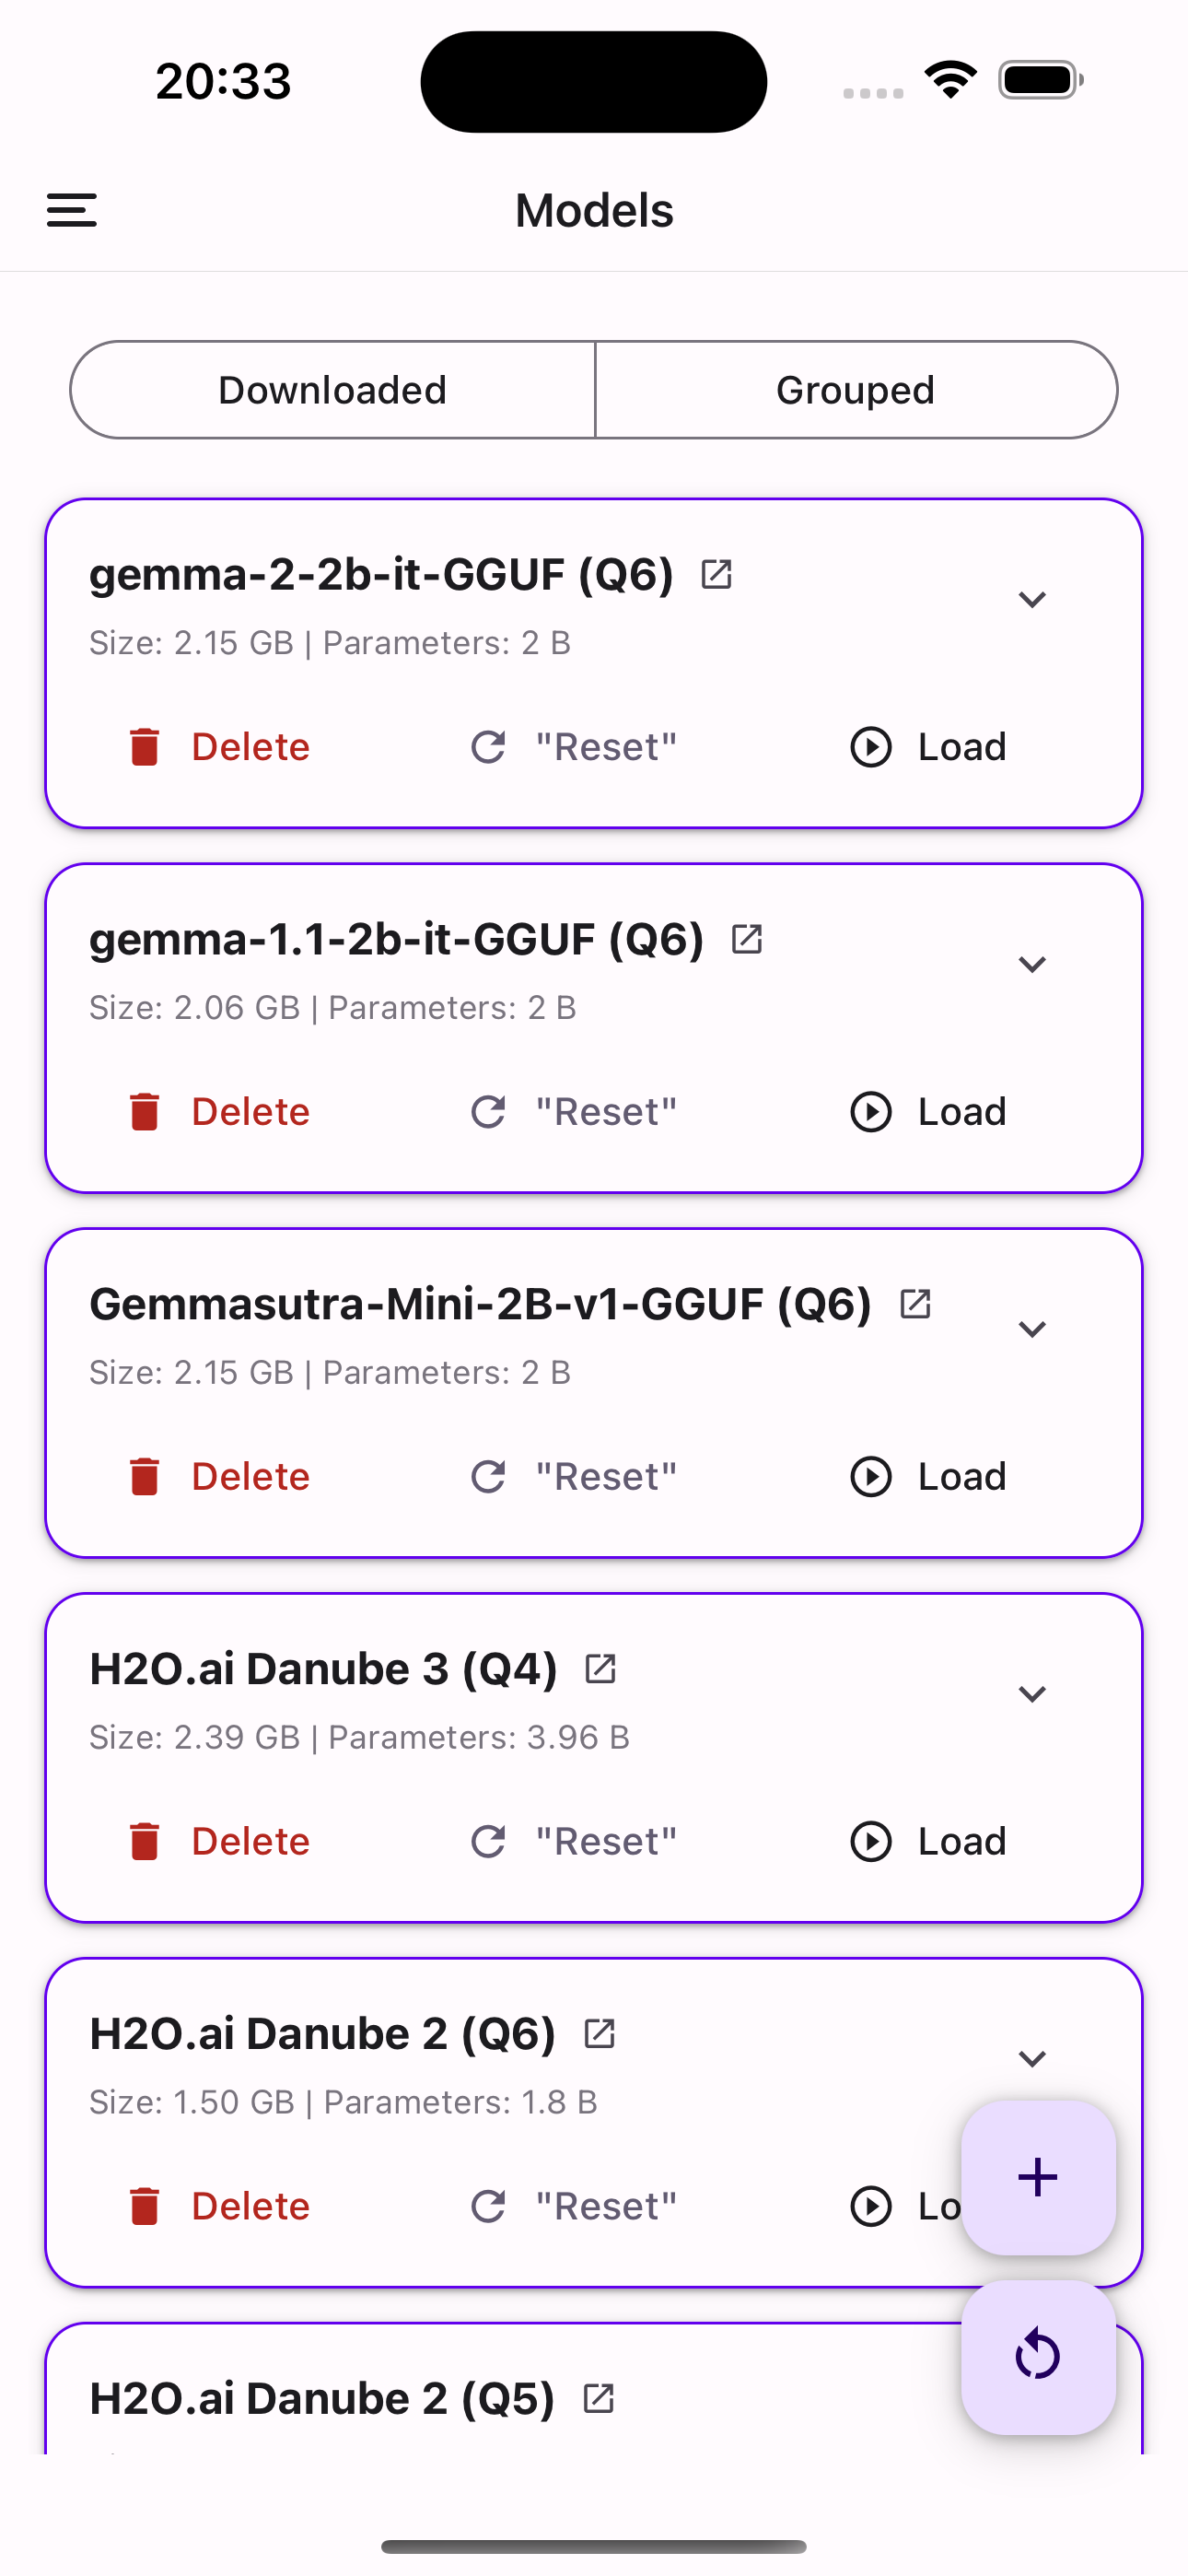 20:33
Models
Downloaded
Grouped
gemma-2-2b-it-GGUF (Q6)
Size: 2.15 GB | Parameters: 2 B
Delete
"Reset"
Load
gemma-1.1-2b-it-GGUF (Q6)
Size: 2.06 GB | Parameters: 2 B
Delete
"Reset"
Load
Gemmasutra-Mini-2B-v1-GGUF (Q6)
Size: 2.15 GB | Parameters: 2 B
Delete
"Reset"
Load
H2O.ai Danube 3 (Q4)
Size: 2.39 GB | Parameters: 3.96 B
Delete
"Reset"
Load
H2O.ai Danube 2 (Q6)
Size: 1.50 GB | Parameters: 1.8 B
Delete
"Reset"
Lo
H2O.ai Danube 2 (Q5)